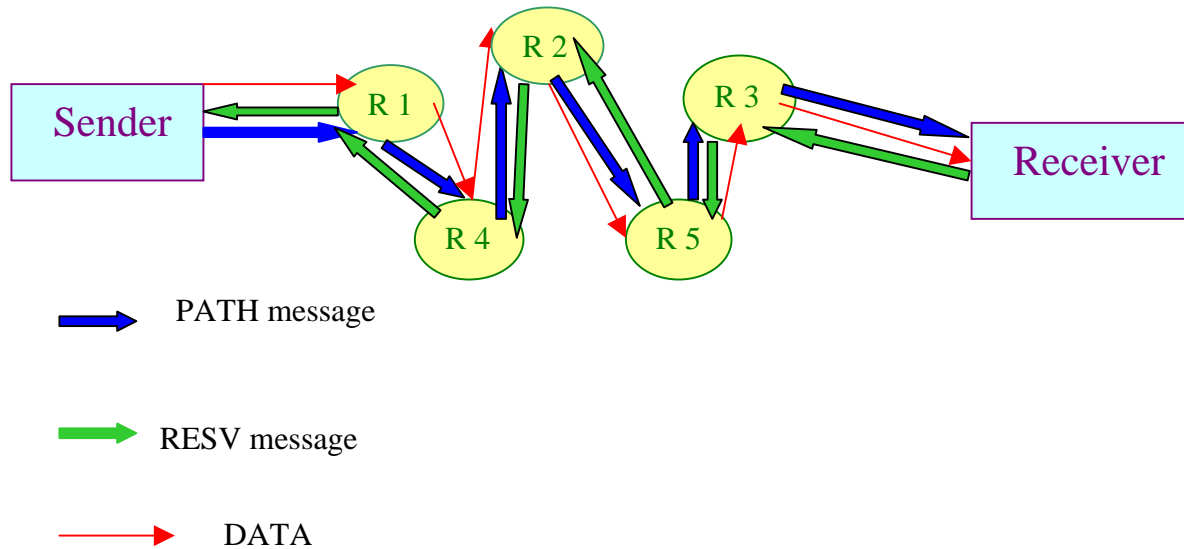 R 2
R 1
R 3
Sender
Receiver
R 4
R 5
PATH message
RESV message
DATA